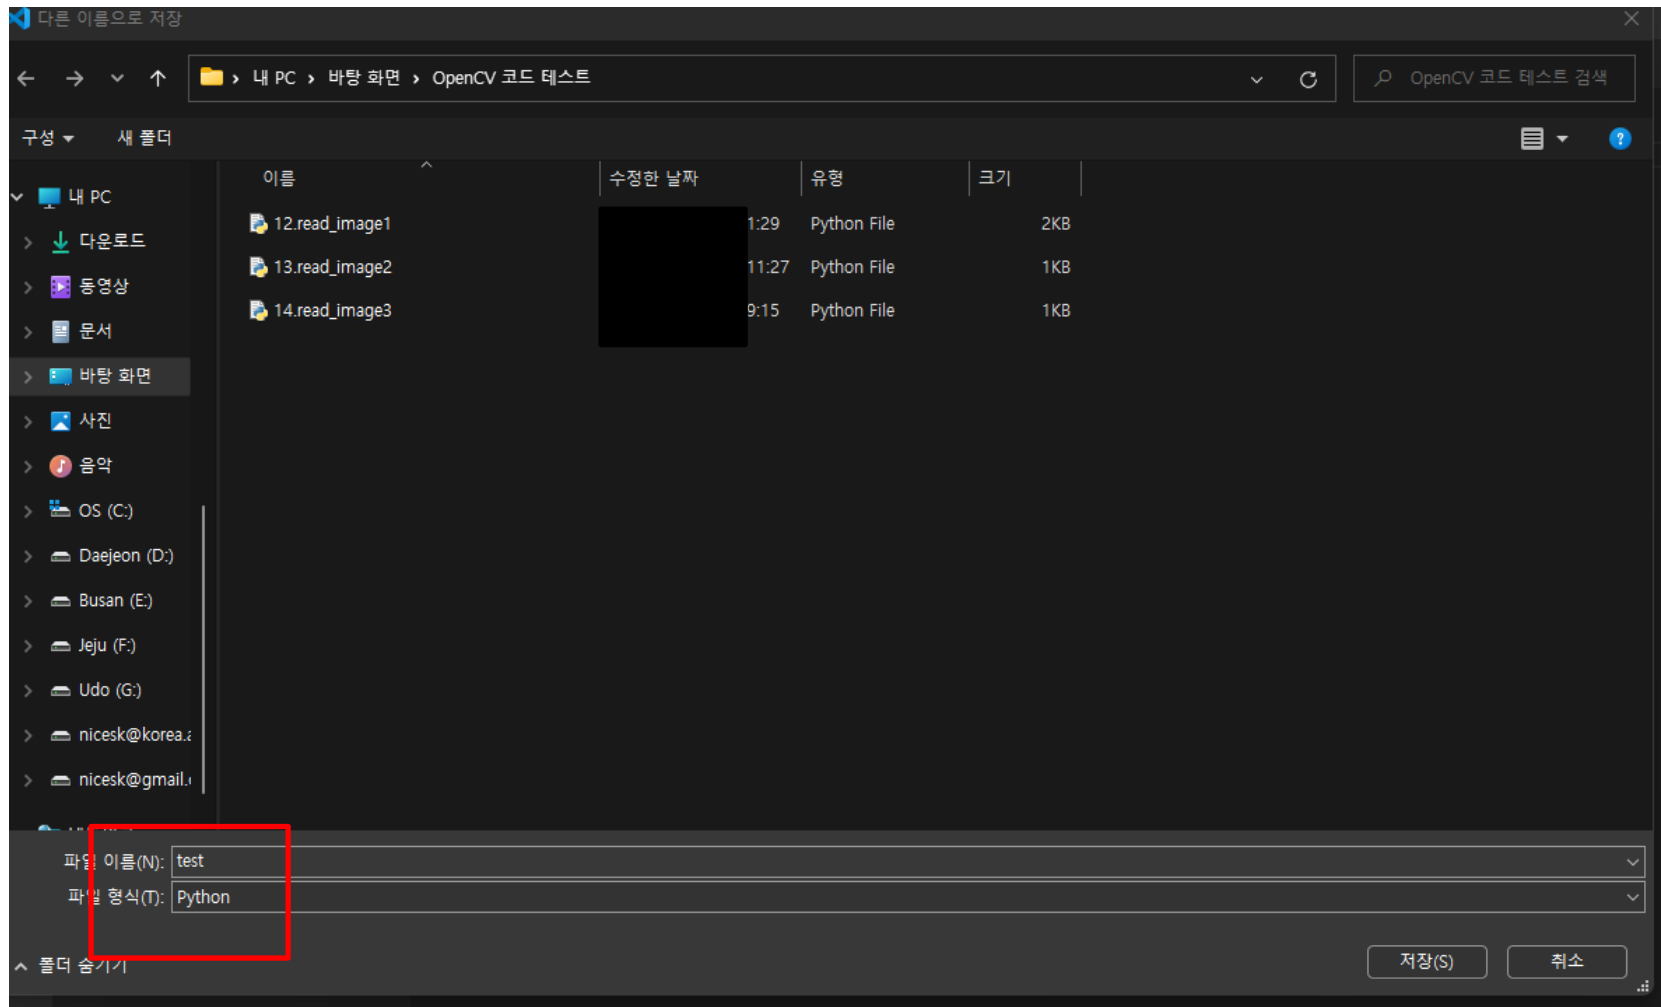 다른 이름으로 저장
내 PC › 바탕 화면 › OpenCV 코드 테스트
OpenCV 코드 테스트 검색
구성
새 폴더
이름
수정한 날짜
유형
크기
12.read_image1
1:29
Python File
2KB
13.read_image2
11:27
Python File
1KB
14.read_image3
9:15
Python File
1KB
내 PC
다운로드
동영상
문서
바탕 화면
사진
음악
OS (C:)
Daejeon (D:)
Busan (E:)
Jeju (F:)
Udo (G:)
nicesk@korea.a
nicesk@gmail.
파일 이름(N): test
파일 형식(T): Python
폴더 숨기기
저장(S)
취소